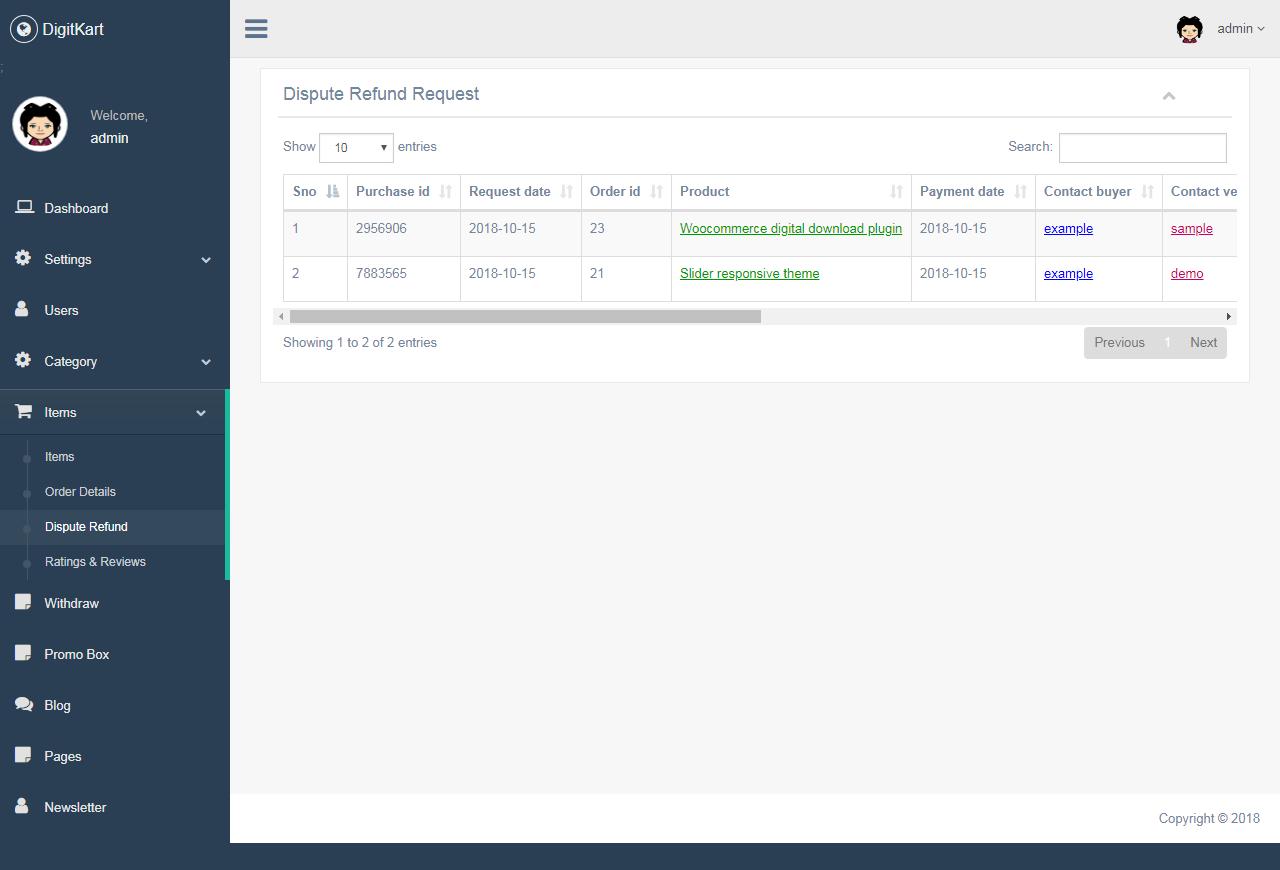 DigitKart
admin
;
Welcome,
admin
Dashboard
Settings
Users
Category
Items
Items
Order Details
Dispute Refund
Ratings & Reviews
Withdraw
Promo Box
Blog
Pages
Newsletter
Dispute Refund Request
Show 10 entries Search:
Sno Purchase id Request date Order id Product Payment date Contact buyer Contact ve
1 2956906 2018-10-15 23 Woocommerce digital download plugin 2018-10-15 example sample
2 7883565 2018-10-15 21 Slider responsive theme 2018-10-15 example demo
Showing 1 to 2 of 2 entries Previous 1 Next
Copyright © 2018